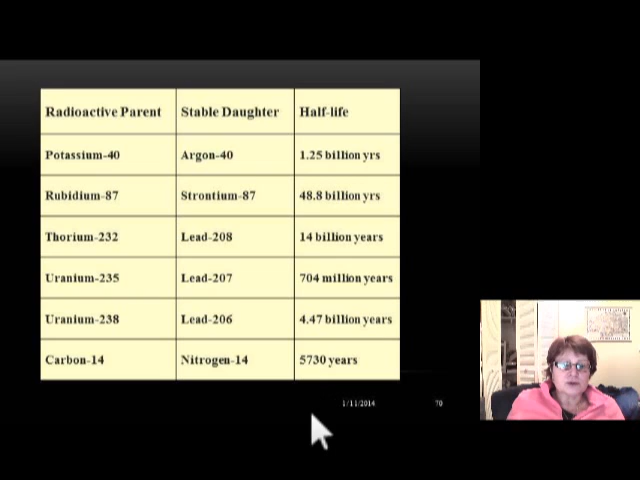 Radioactive Parent Stable Daughter Half-life
Potassium-40 Argon-40 1.25 billion yrs
Rubidium-87 Strontium-87 48.8 billion yrs
Thorium-232 Lead-208 14 billion years
Uranium-235 Lead-207 704 million years
Uranium-238 Lead-206 4.47 billion years
Carbon-14 Nitrogen-14 5730 years
1/11/2014 70